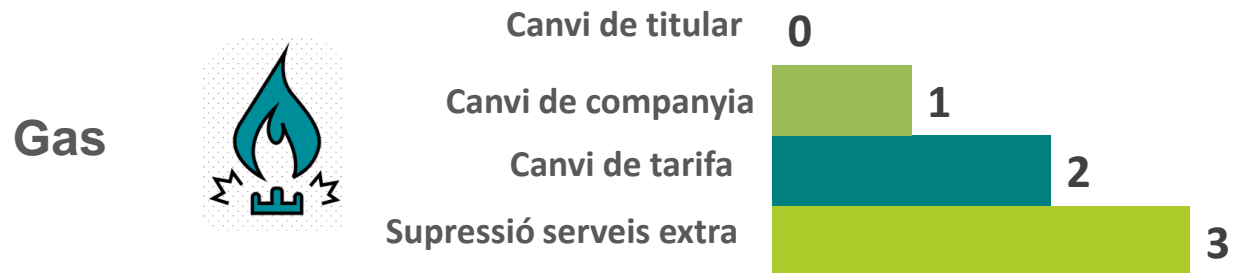 Gas
Canvi de titular 0
Canvi de companyia 1
Canvi de tarifa 2
Supressió serveis extra 3